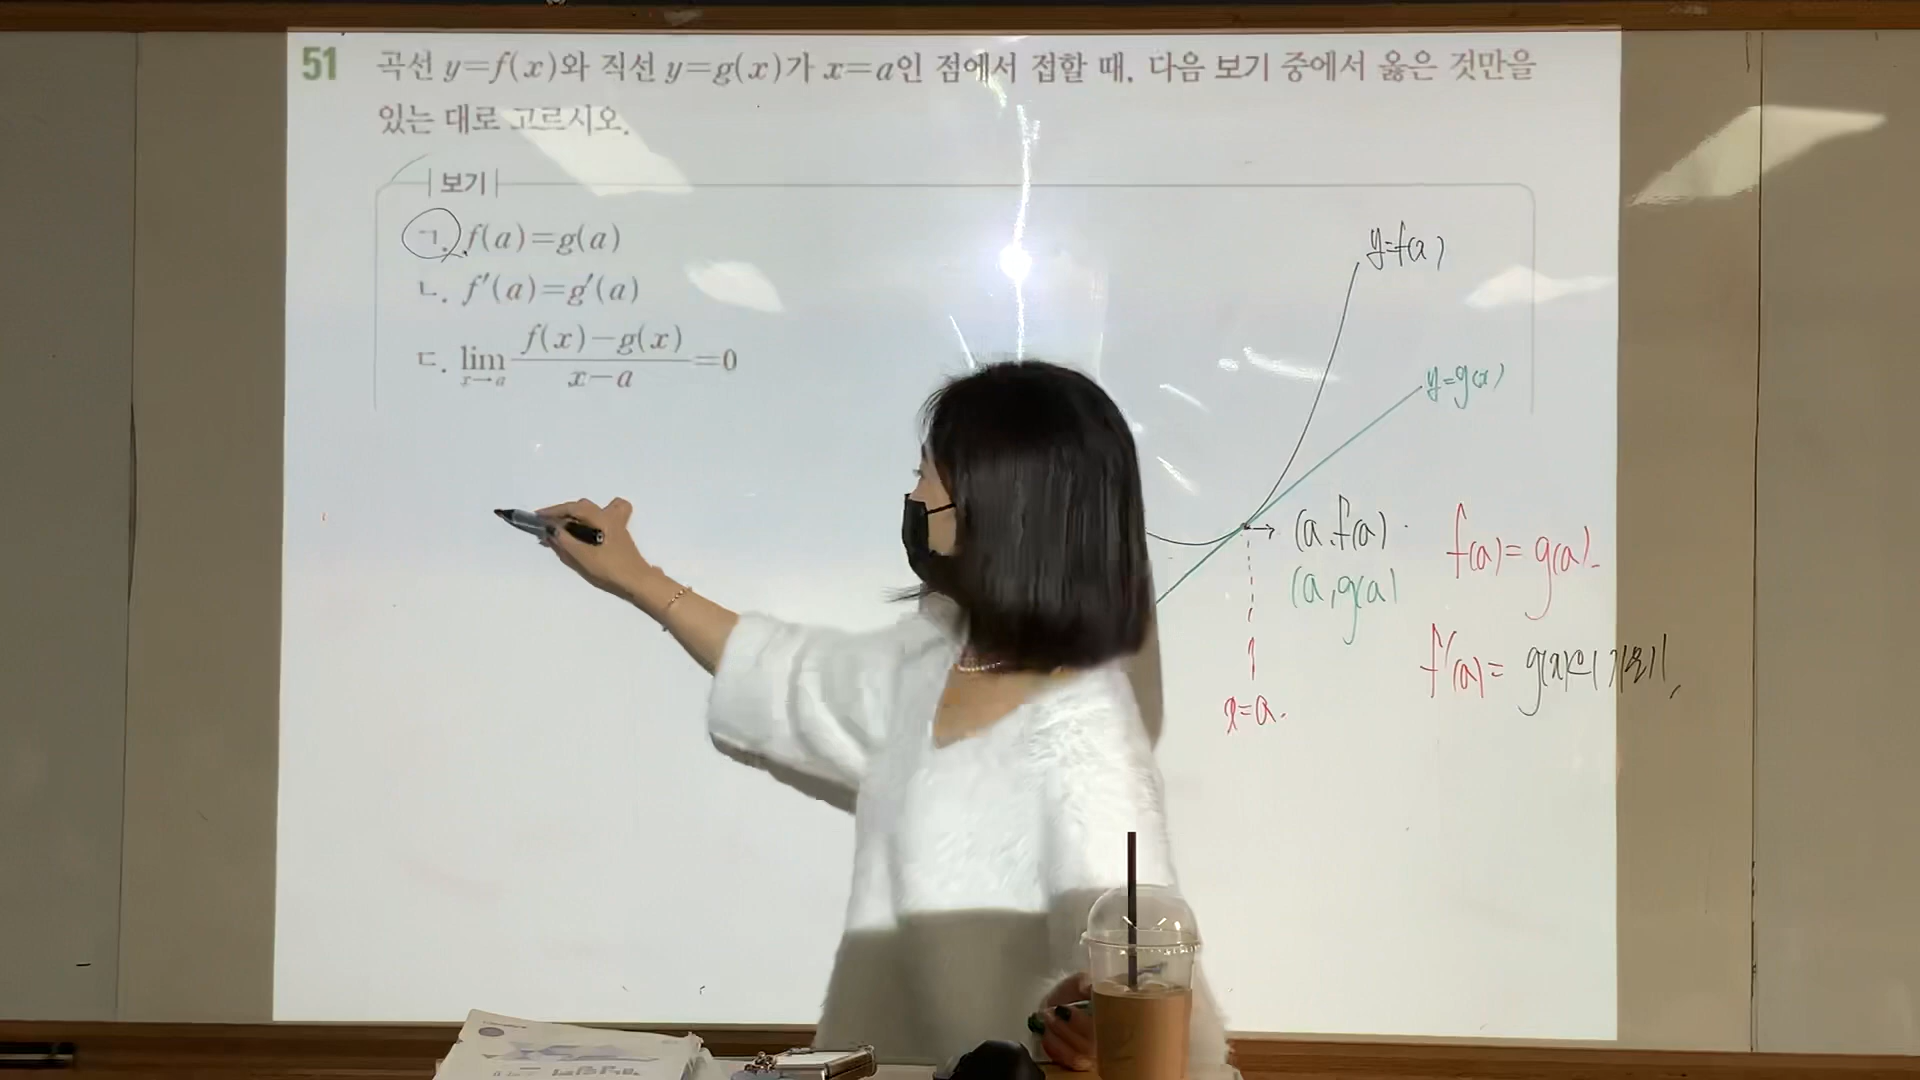 51 곡선 y=f(x)와 직선 y=g(x)가 x=a인 점에서 접할 때, 다음 보기 중에서 옳은 것만을
있는 대로 고르시오.
보기
ㄱ. f(a)=g(a)
ㄴ. f′(a)=g′(a)
ㄷ. lim x→a f(x)−g(x) / x−a =0
y=f(x)
y=g(x)
(a, f(a))
(a, g(a))
x=a.
f(a)=g(a).
f′(a)= g(x)의 기울기